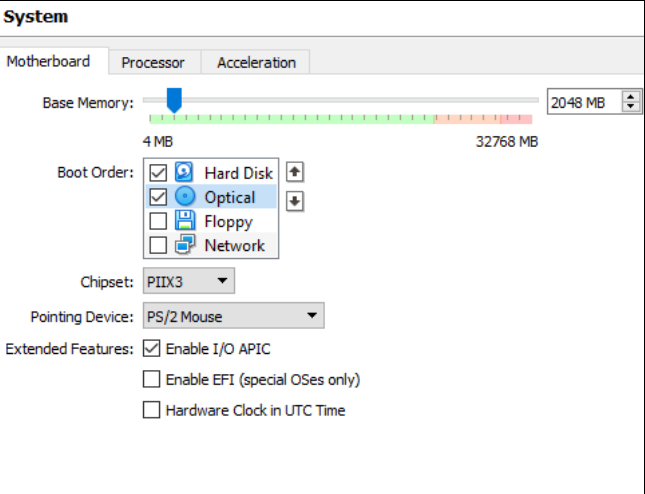 System
Motherboard Processor Acceleration
Base Memory: 2048 MB
4 MB 32768 MB
Boot Order: Hard Disk
Optical
Floppy
Network
Chipset: PIIX3
Pointing Device: PS/2 Mouse
Extended Features: Enable I/O APIC
Enable EFI (special OSes only)
Hardware Clock in UTC Time